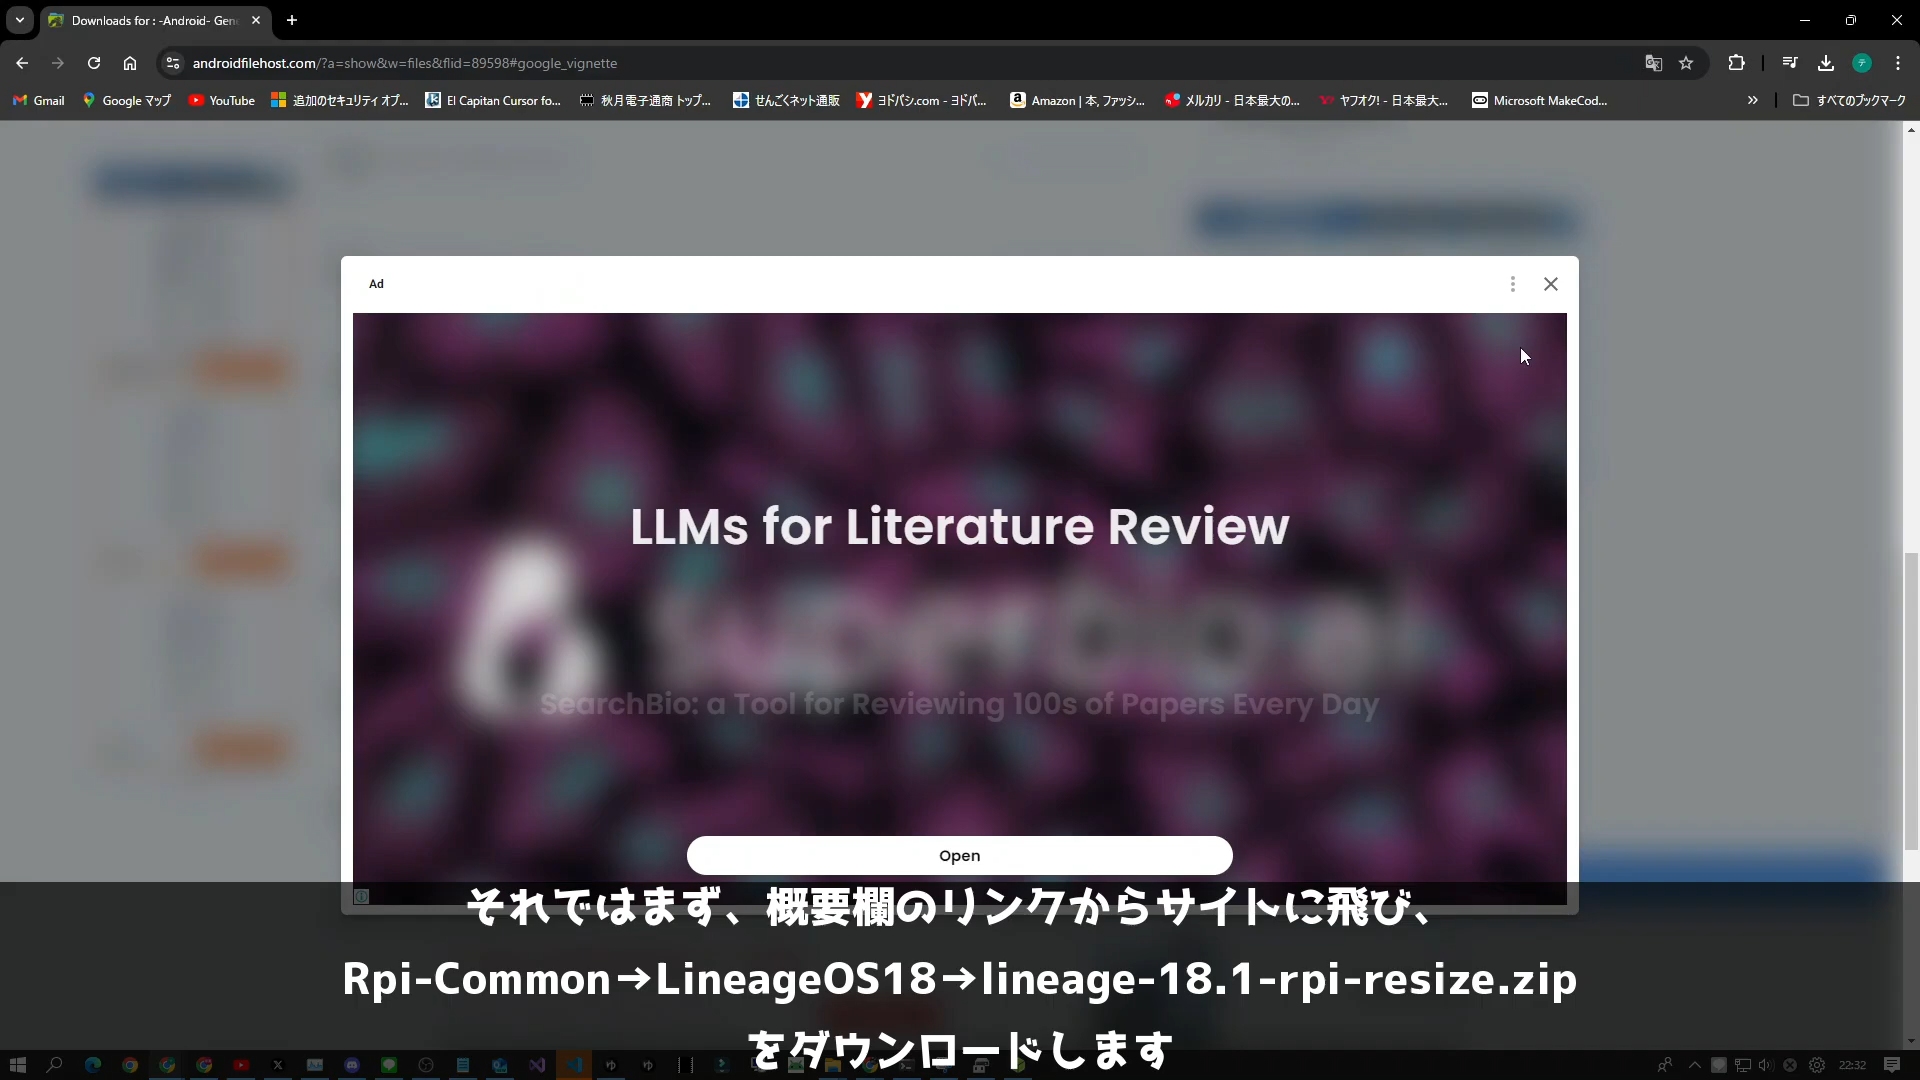 Downloads for : -Android- Gene
androidfilehost.com/?a=show&w=files&flid=89598#google_vignette
Gmail
Google マップ
YouTube
追加のセキュリティ オプ...
El Capitan Cursor fo...
秋月電子通商 トップ...
せんごくネット通販
ヨドバシ.com - ヨドバ...
Amazon | 本, ファッシ...
メルカリ - 日本最大の...
ヤフオク! - 日本最大...
Microsoft MakeCod...
すべてのブックマーク
Ad
LLMs for Literature Review
SearchBio: a Tool for Reviewing 100s of Papers Every Day
Open
それではまず、概要欄のリンクからサイトに飛び、
Rpi-Common→LineageOS18→lineage-18.1-rpi-resize.zip
をダウンロードします
22:32